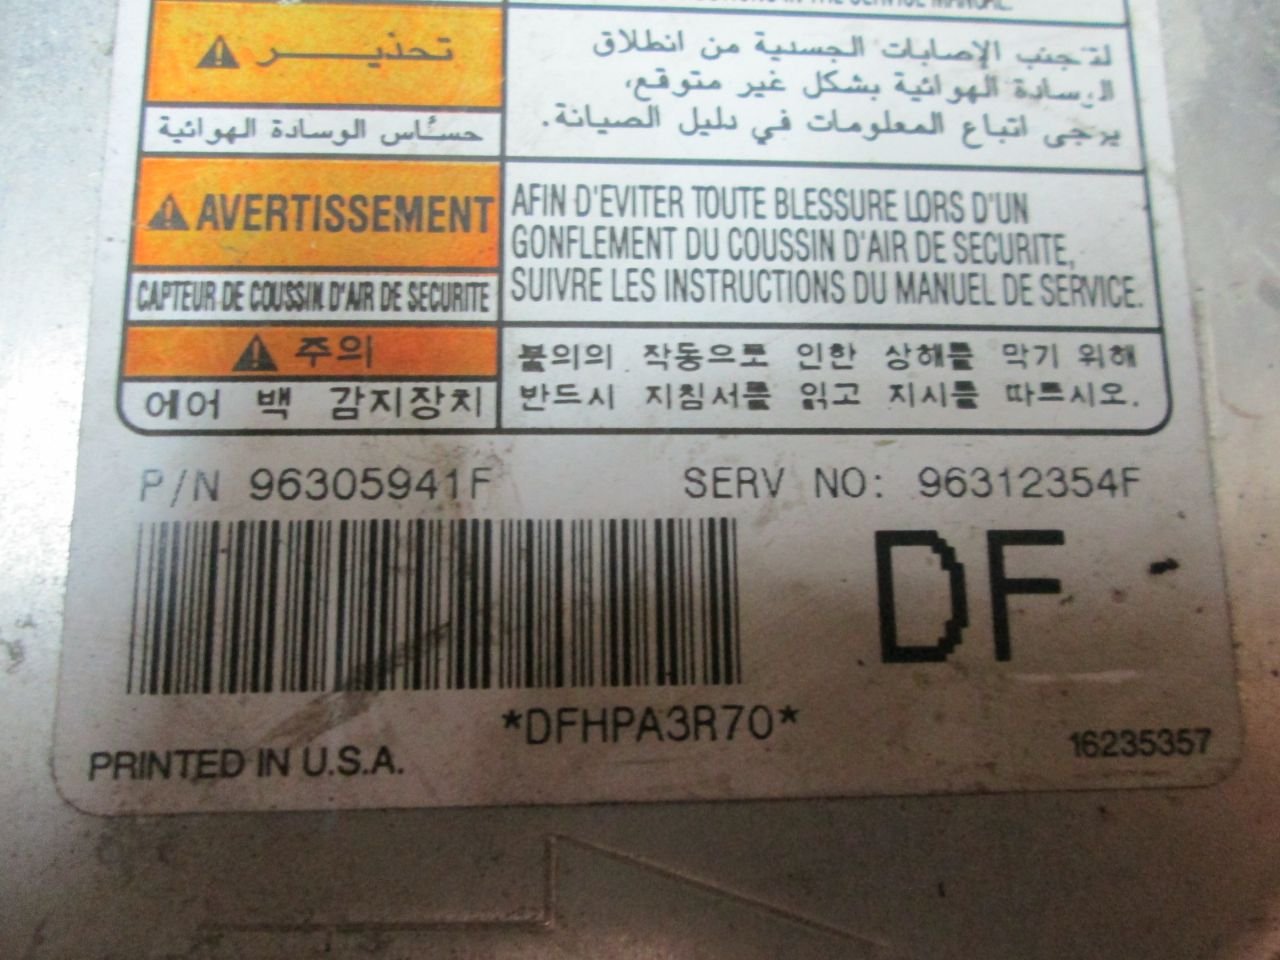 IN THE SERVICE MANUAL.
تحذيــر
لتجنب الإصابات الجسدية من انطلاق
الوسادة الهوائية بشكل غير متوقع،
يرجى اتباع المعلومات في دليل الصيانة.
حساس الوسادة الهوائية
AVERTISSEMENT
AFIN D'EVITER TOUTE BLESSURE LORS D'UN
GONFLEMENT DU COUSSIN D'AIR DE SECURITE,
SUIVRE LES INSTRUCTIONS DU MANUEL DE SERVICE.
CAPTEUR DE COUSSIN D'AIR DE SECURITE
주의
불의의 작동으로 인한 상해를 막기 위해
반드시 지침서를 읽고 지시를 따르시오.
에어 백 감지장치
P/N 96305941F
SERV NO: 96312354F
DF
*DFHPA3R70*
PRINTED IN U.S.A.
16235357